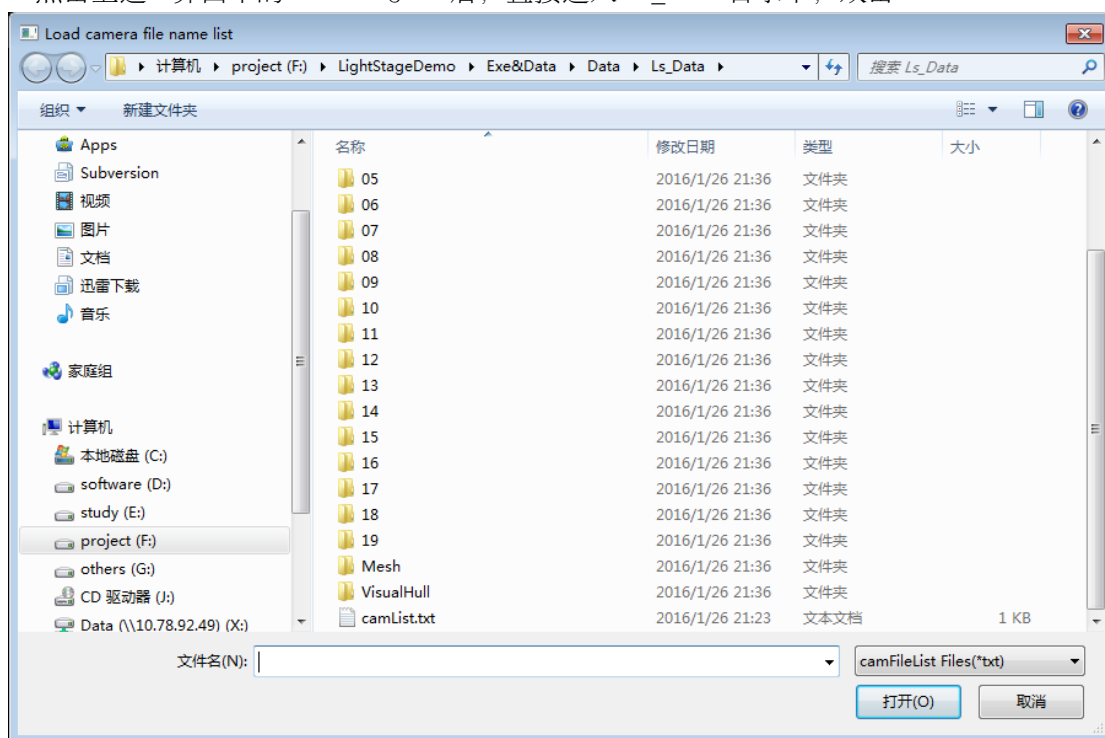 Load camera file name list
计算机 project (F:) LightStageDemo Exe&Data Data Ls_Data 搜索 Ls_Data
组织 新建文件夹
Apps
Subversion
视频
图片
文档
迅雷下载
音乐
家庭组
计算机
本地磁盘 (C:)
software (D:)
study (E:)
project (F:)
others (G:)
CD 驱动器 (J:)
Data (\\10.78.92.49) (X:)
名称 修改日期 类型 大小
05 2016/1/26 21:36 文件夹
06 2016/1/26 21:36 文件夹
07 2016/1/26 21:36 文件夹
08 2016/1/26 21:36 文件夹
09 2016/1/26 21:36 文件夹
10 2016/1/26 21:36 文件夹
11 2016/1/26 21:36 文件夹
12 2016/1/26 21:36 文件夹
13 2016/1/26 21:36 文件夹
14 2016/1/26 21:36 文件夹
15 2016/1/26 21:36 文件夹
16 2016/1/26 21:36 文件夹
17 2016/1/26 21:36 文件夹
18 2016/1/26 21:36 文件夹
19 2016/1/26 21:36 文件夹
Mesh 2016/1/26 21:36 文件夹
VisualHull 2016/1/26 21:36 文件夹
camList.txt 2016/1/26 21:23 文本文档 1 KB
文件名(N): camFileList Files(*txt)
打开(O) 取消